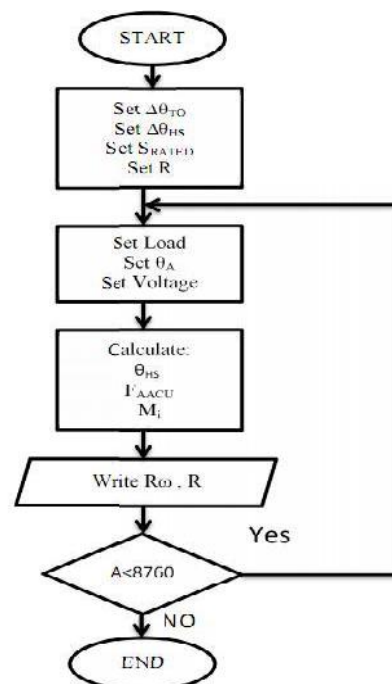 START
Set Δθ_TO
Set Δθ_HS
Set S_RATED
Set R
Set Load
Set θ_A
Set Voltage
Calculate:
θ_HS
F_AACU
M_i
Write Rω , R
Yes
A<8760
NO
END